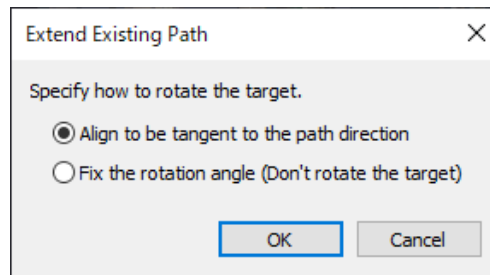 Extend Existing Path
Specify how to rotate the target.
Align to be tangent to the path direction
Fix the rotation angle (Don't rotate the target)
OK Cancel